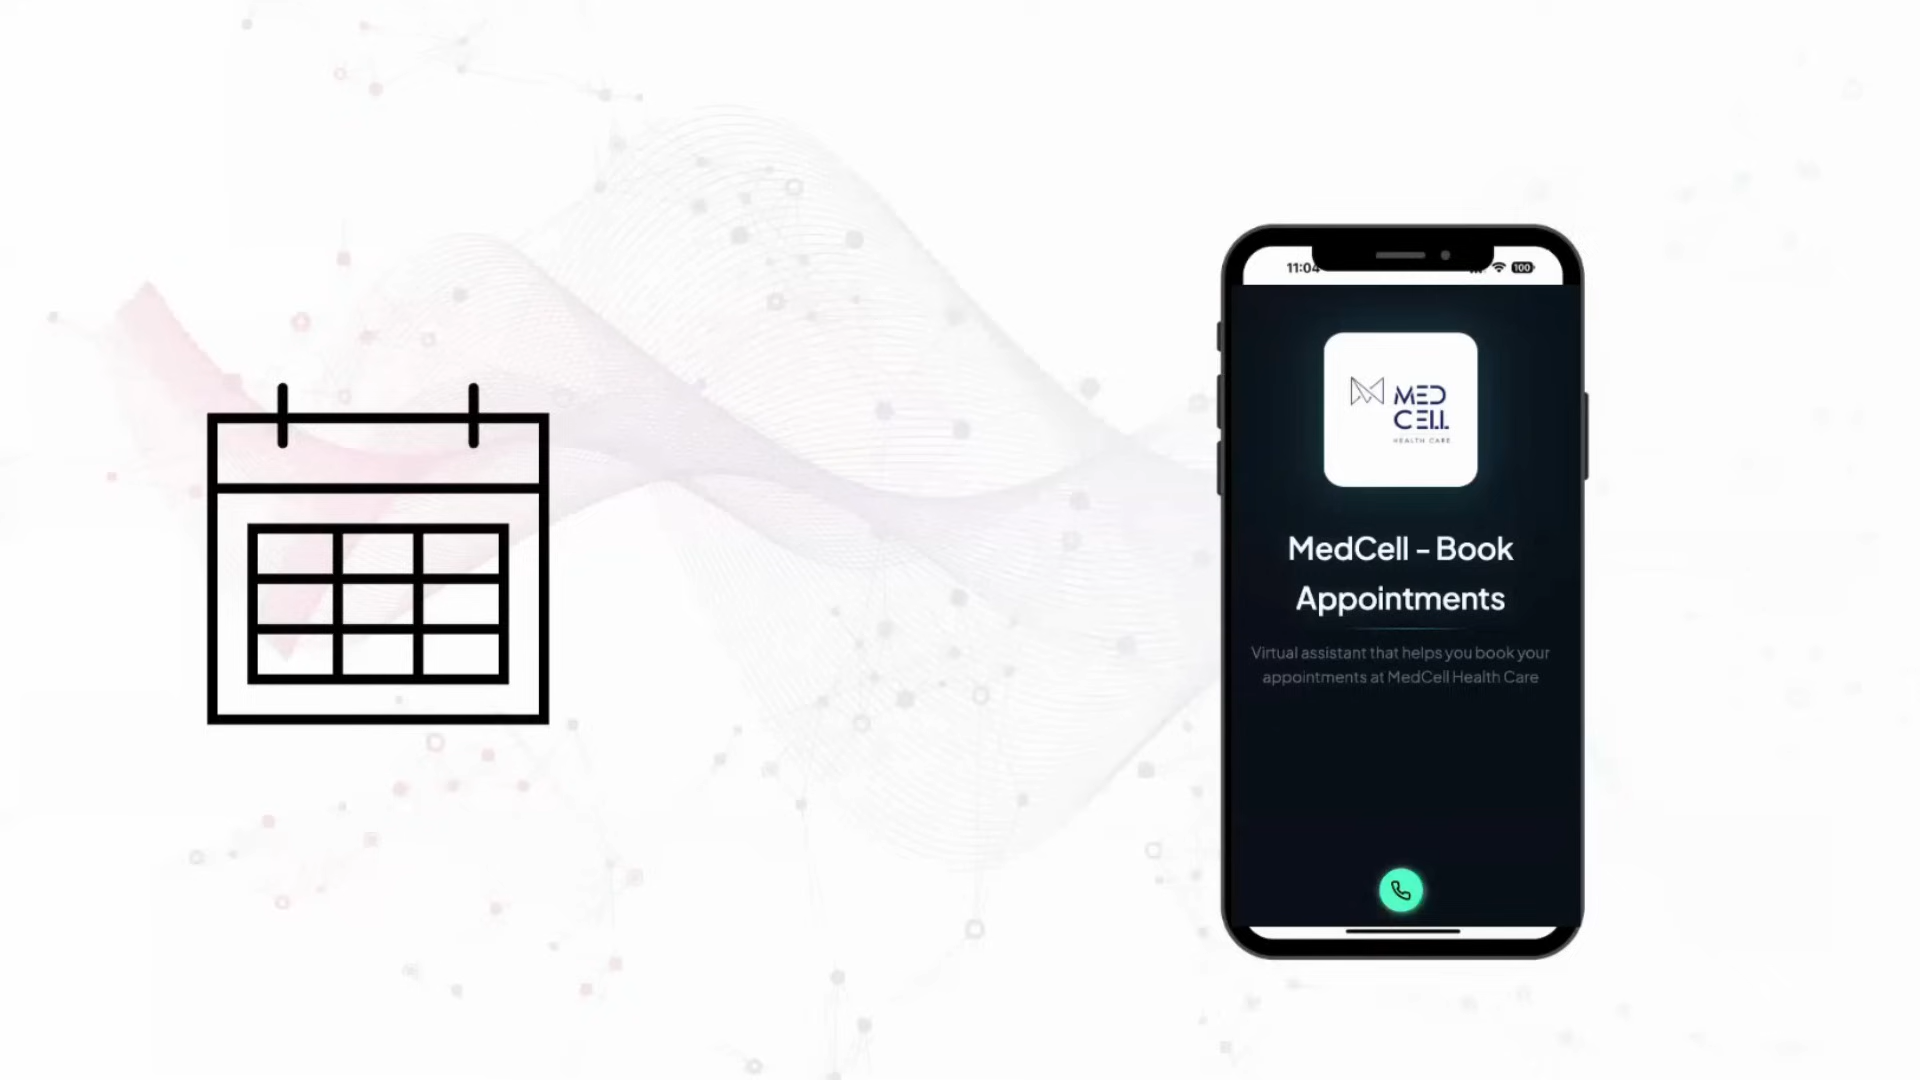 11:04
100
MED
CELL
HEALTH CARE
MedCell - Book
Appointments
Virtual assistant that helps you book your
appointments at MedCell Health Care